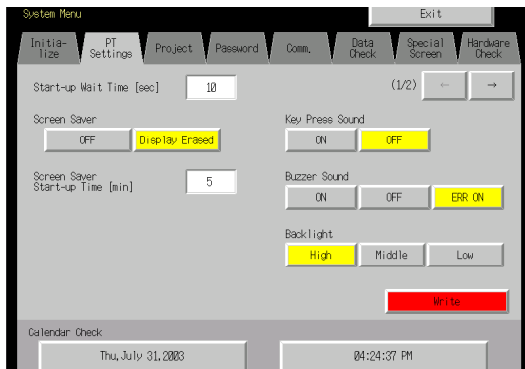 System Menu
Exit
Initia-
lize
PT
Settings
Project
Password
Comm.
Data
Check
Special
Screen
Hardware
Check
Start-up Wait Time [sec]
10
(1/2)
←
→
Screen Saver
OFF
Display Erased
Key Press Sound
ON
OFF
Screen Saver
Start-up Time [min]
5
Buzzer Sound
ON
OFF
ERR ON
Backlight
High
Middle
Low
Write
Calendar Check
Thu,July 31,2003
04:24:37 PM